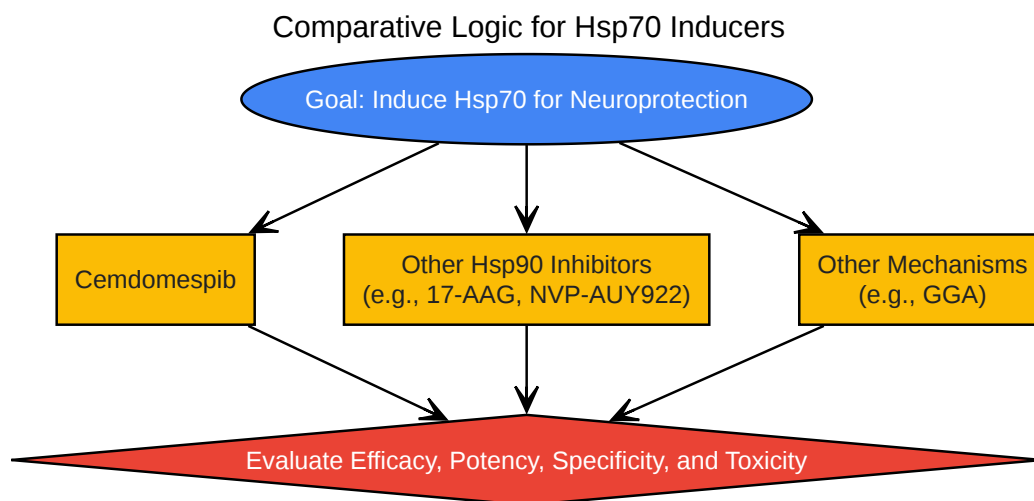 Comparative Logic for Hsp70 Inducers
Goal: Induce Hsp70 for Neuroprotection
Cemdomespib
Other Hsp90 Inhibitors
(e.g., 17-AAG, NVP-AUY922)
Other Mechanisms
(e.g., GGA)
Evaluate Efficacy, Potency, Specificity, and Toxicity